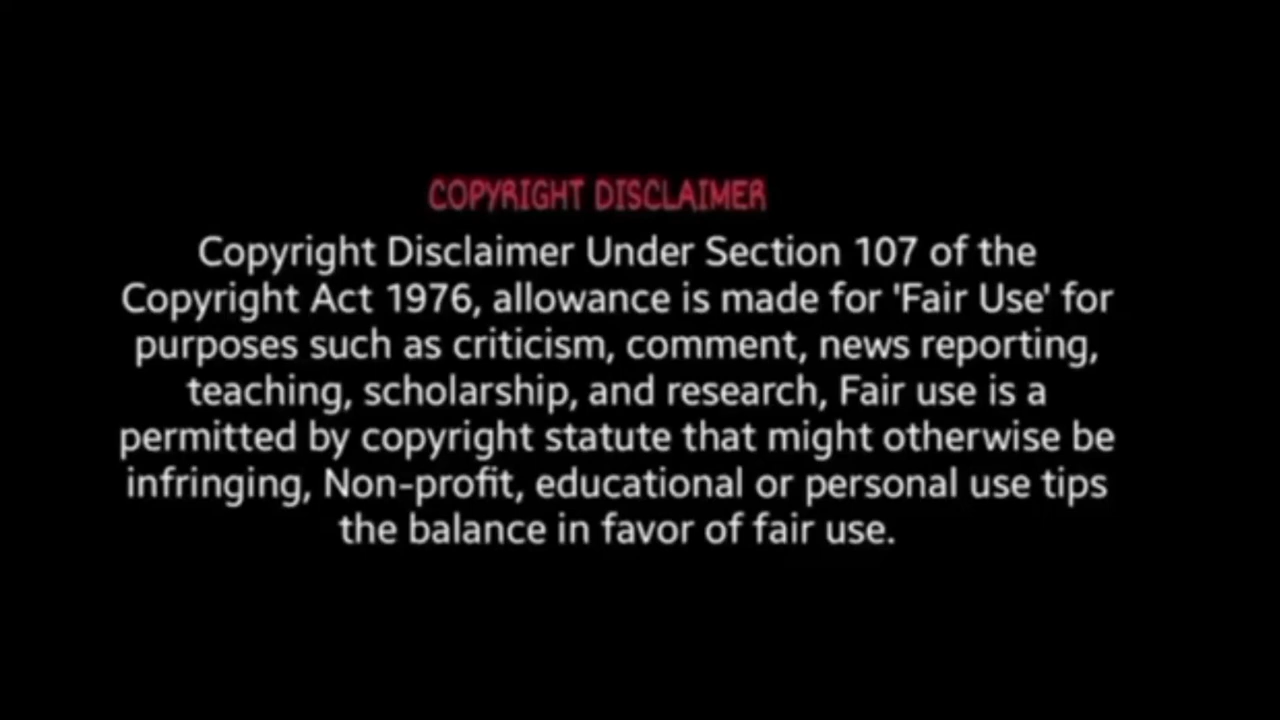 COPYRIGHT DISCLAIMER
Copyright Disclaimer Under Section 107 of the
Copyright Act 1976, allowance is made for 'Fair Use' for
purposes such as criticism, comment, news reporting,
teaching, scholarship, and research, Fair use is a
permitted by copyright statute that might otherwise be
infringing, Non-profit, educational or personal use tips
the balance in favor of fair use.